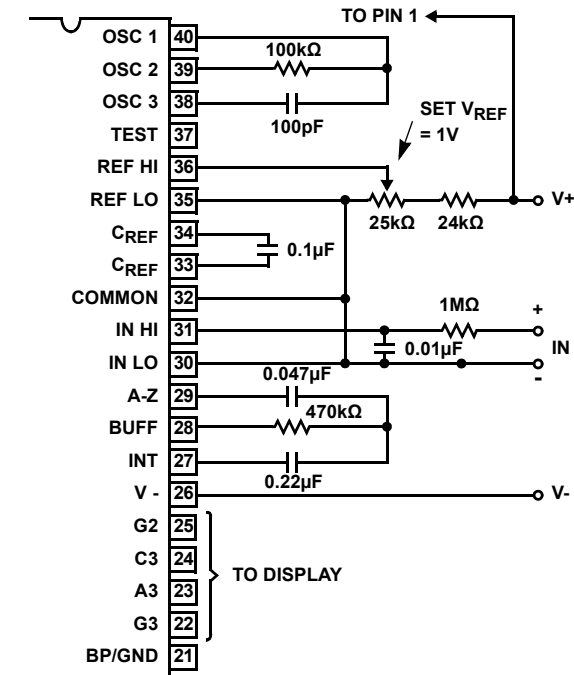 TO PIN 1
OSC 1 40
100kΩ
OSC 2 39
OSC 3 38
100pF
SET VREF
= 1V
TEST 37
REF HI 36
REF LO 35
V+
25kΩ 24kΩ
CREF 34
0.1µF
CREF 33
COMMON 32
1MΩ
+
IN HI 31
0.01µF
IN
IN LO 30
-
0.047µF
A-Z 29
470kΩ
BUFF 28
INT 27
0.22µF
V - 26
V-
G2 25
C3 24
TO DISPLAY
A3 23
G3 22
BP/GND 21